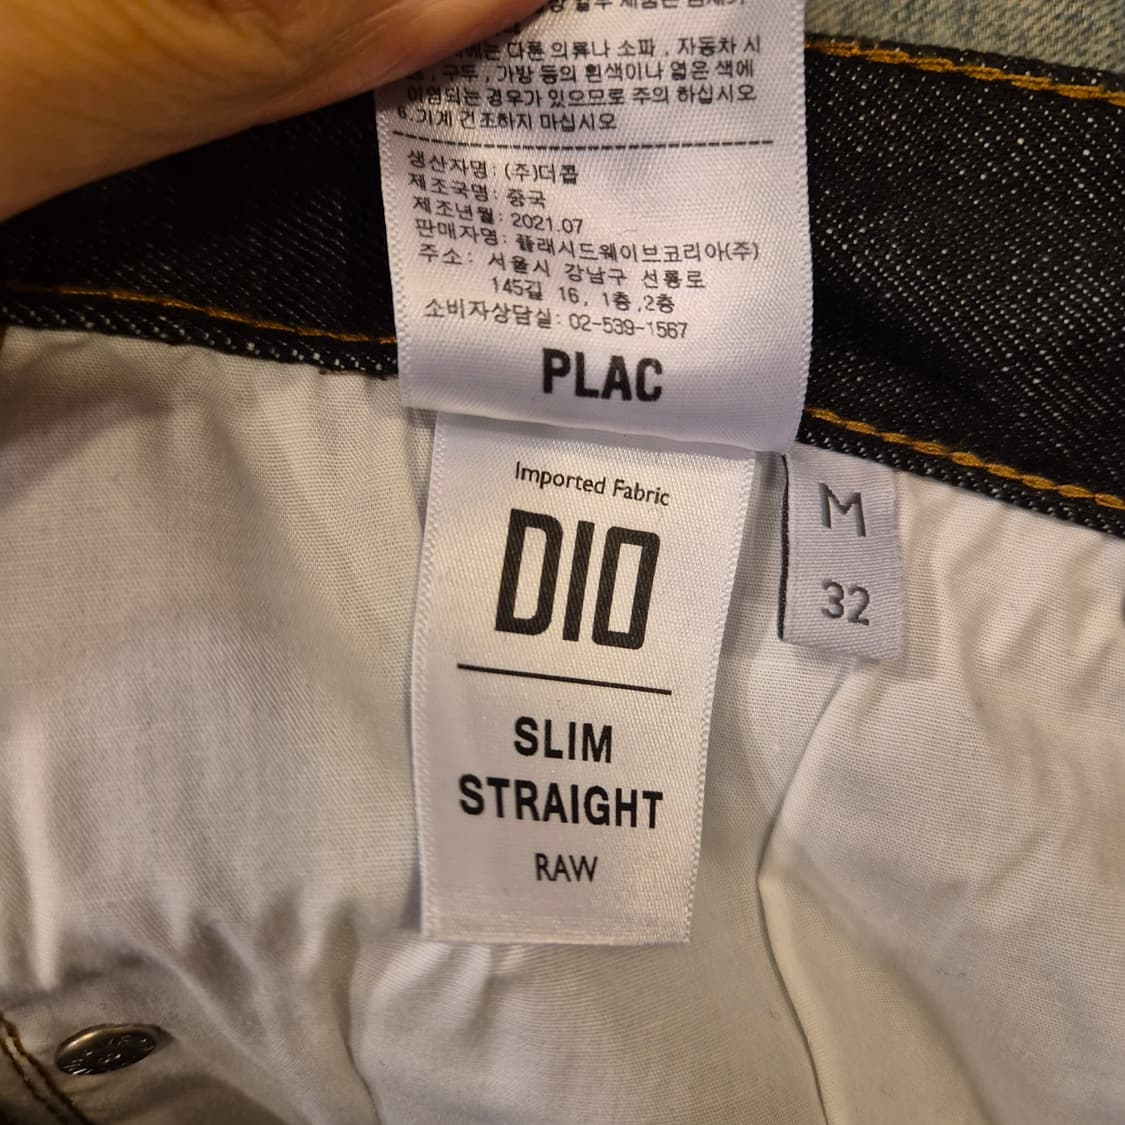 에는 다른 의류나 소파 , 자동차 시
, 구두 , 가방 등의 흰색이나 엷은 색에
이염되는 경우가 있으므로 주의 하십시오
6.기계 건조하지 마십시오
생산자명: (주)더콥
제조국명: 중국
제조년월: 2021.07
판매자명: 플래시드웨이브코리아(주)
주소: 서울시 강남구 선릉로
145길 16, 1층,2층
소비자상담실: 02-539-1567
PLAC
Imported Fabric
DIO
SLIM
STRAIGHT
RAW
M
32